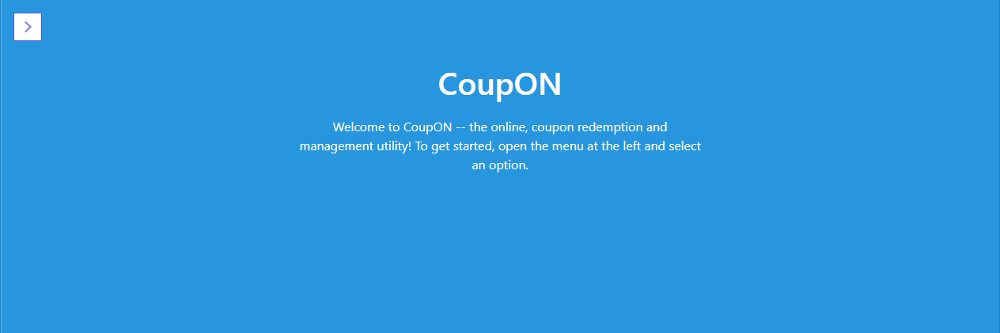 CoupON
Welcome to CoupON -- the online, coupon redemption and
management utility! To get started, open the menu at the left and select
an option.